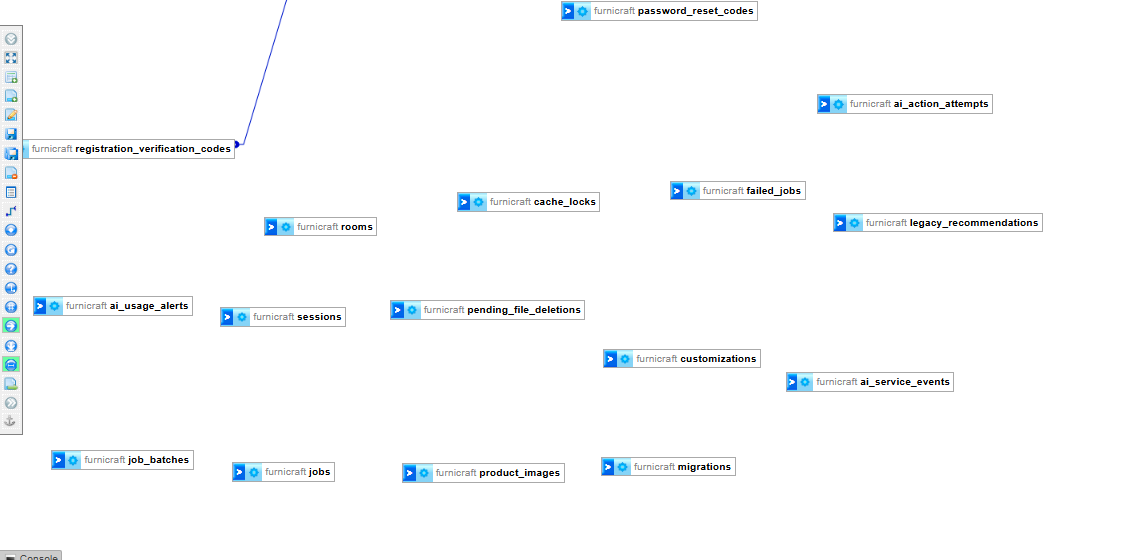 furnicraft password_reset_codes
furnicraft ai_action_attempts
furnicraft registration_verification_codes
furnicraft failed_jobs
furnicraft cache_locks
furnicraft legacy_recommendations
furnicraft rooms
furnicraft ai_usage_alerts
furnicraft pending_file_deletions
furnicraft sessions
furnicraft customizations
furnicraft ai_service_events
furnicraft job_batches
furnicraft migrations
furnicraft jobs
furnicraft product_images
Console